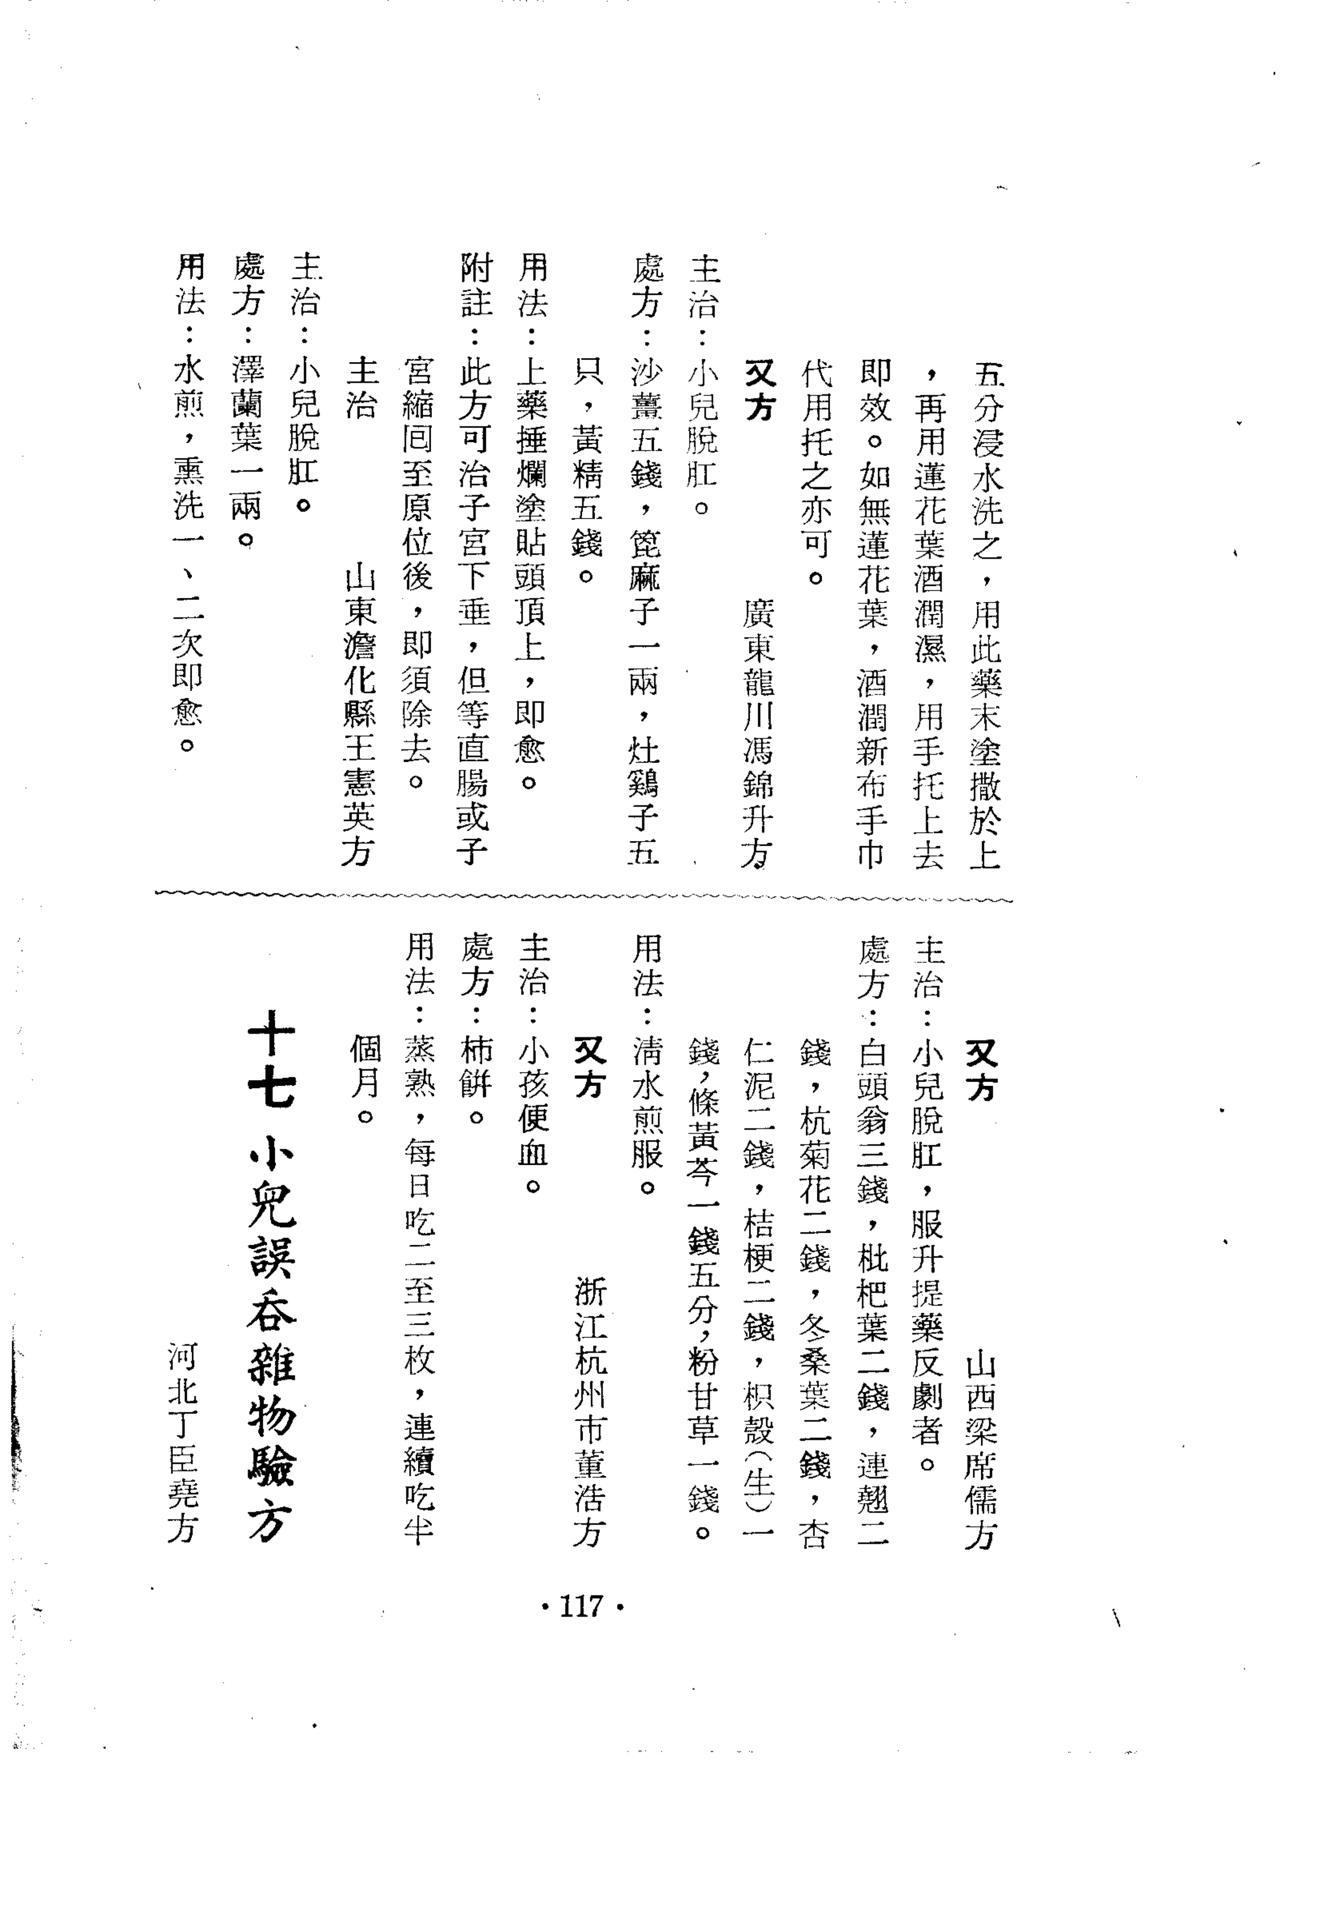 五分浸水洗之，用此藥末塗撒於上
，再用蓮花葉酒潤濕，用手托上去
即效。如無蓮花葉，酒潤新布手巾
代用托之亦可。
又方　廣東龍川馮錦升方
主治：小兒脫肛。
處方：沙薑五錢，箆麻子一兩，灶鷄子五
只，黃精五錢。
用法：上藥捶爛塗貼頭頂上，即愈。
附註：此方可治子宮下垂，但等直腸或子
宮縮囘至原位後，即須除去。
主治　山東澹化縣王憲英方
主治：小兒脫肛。
處方：澤蘭葉一兩。
用法：水煎，熏洗一、二次即愈。
又方　山西梁席儒方
主治：小兒脫肛，服升提藥反劇者。
處方：白頭翁三錢，枇杷葉二錢，連翹二
錢，杭菊花二錢，冬桑葉二錢，杏
仁泥二錢，桔梗二錢，枳殼（生）一
錢，條黃芩一錢五分，粉甘草一錢。
用法：淸水煎服。
又方　浙江杭州市董浩方
主治：小孩便血。
處方：柿餅。
用法：蒸熟，每日吃二至三枚，連續吃半
個月。
十七　小兒誤呑雜物驗方
河北丁臣堯方
·117·